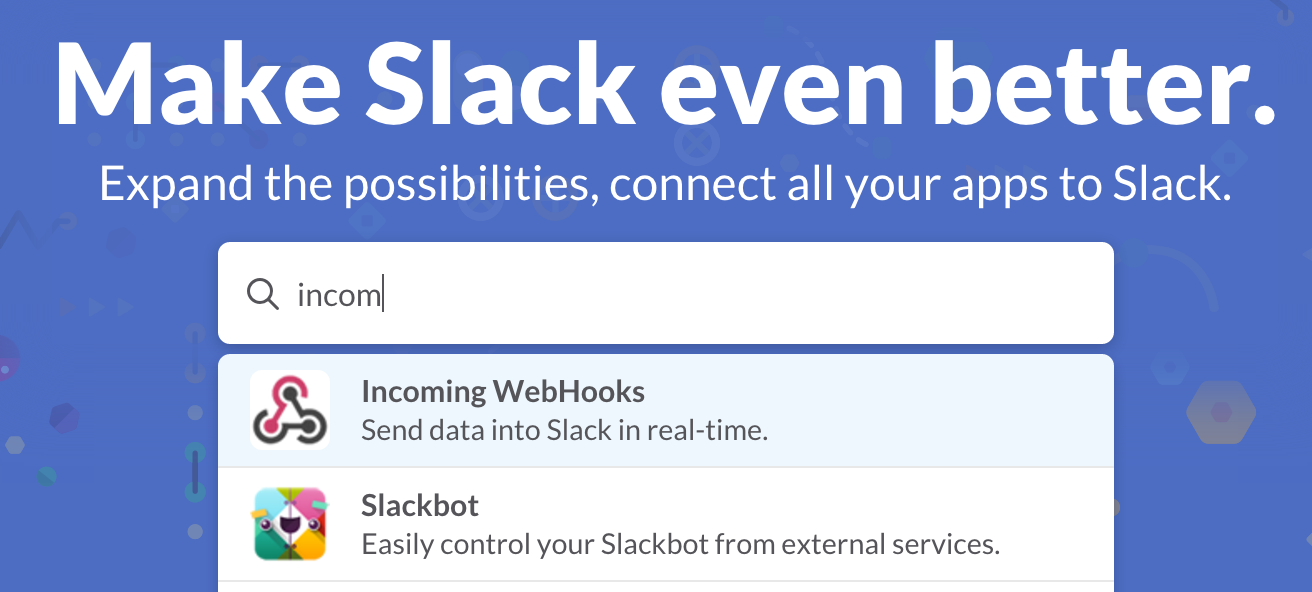 Make Slack even better.
Expand the possibilities, connect all your apps to Slack.
incom
Incoming WebHooks
Send data into Slack in real-time.
Slackbot
Easily control your Slackbot from external services.